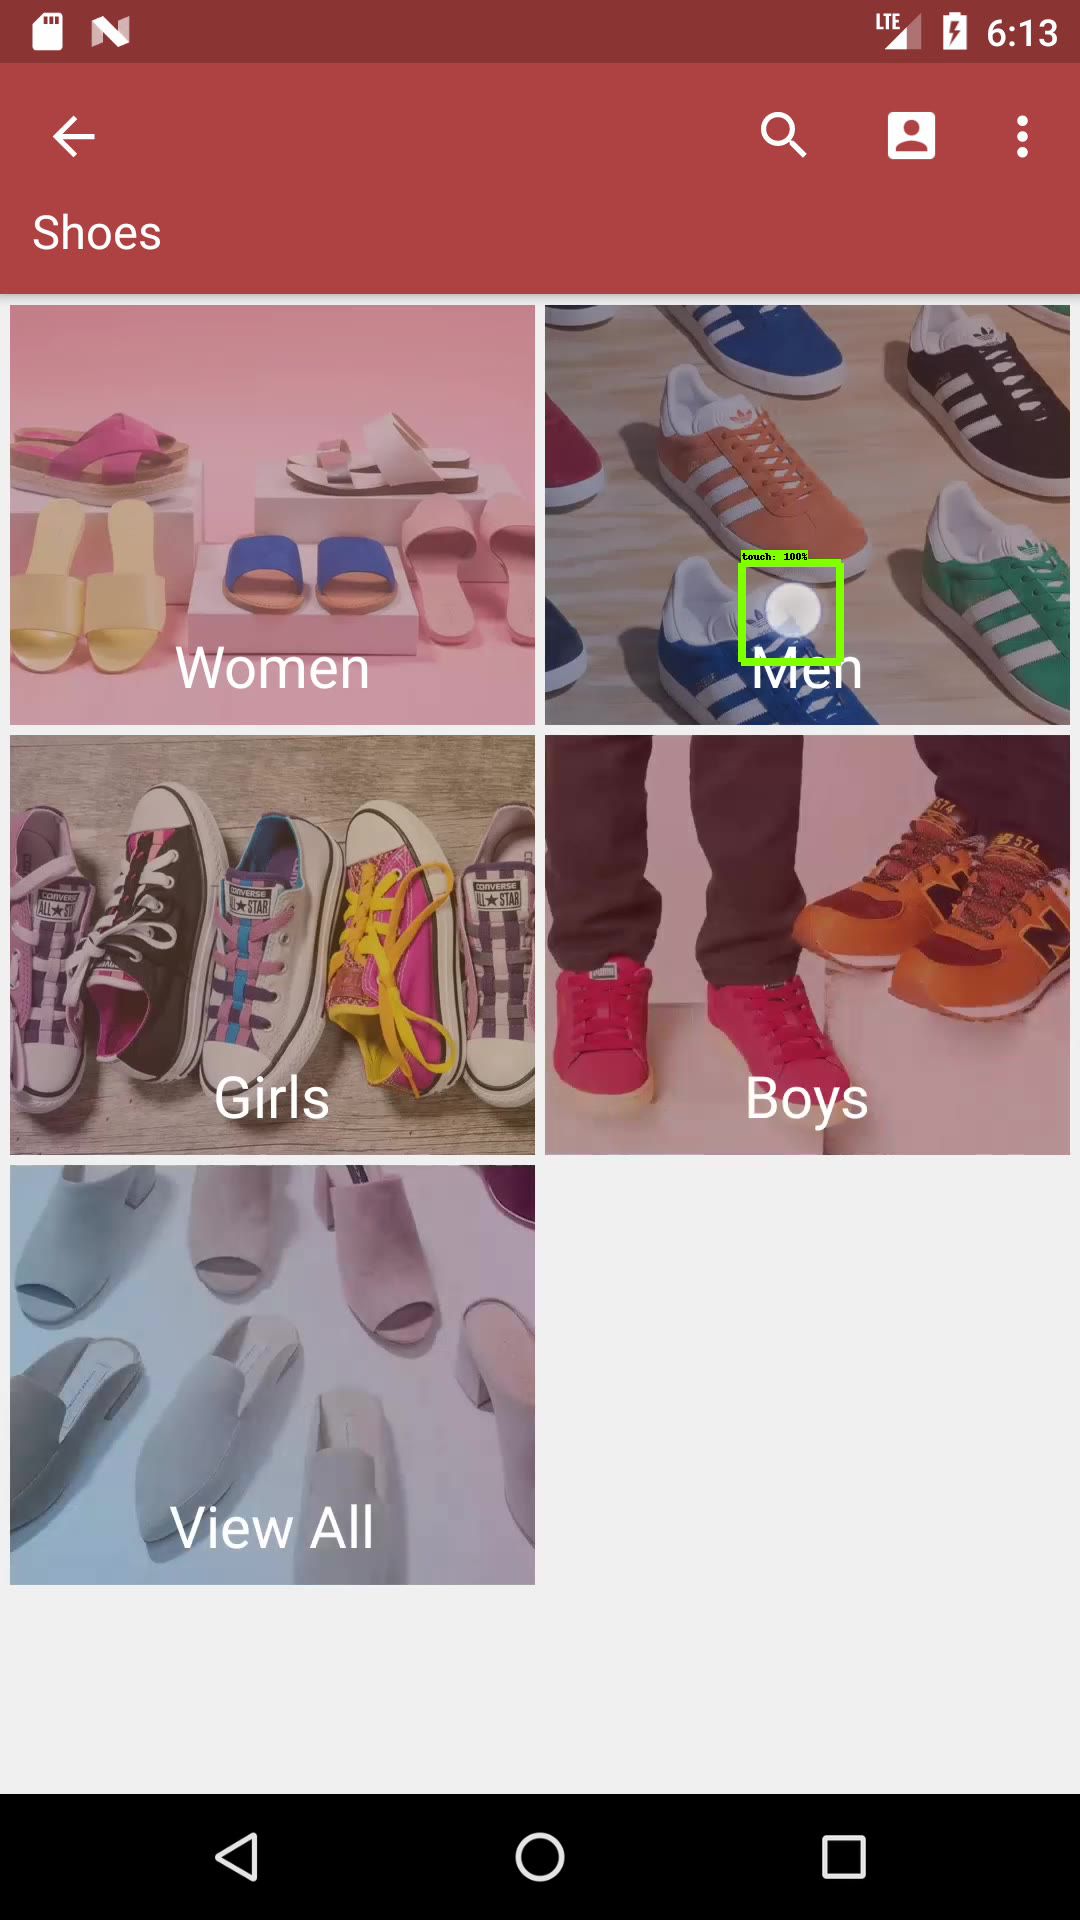 LTE
6:13
Shoes
touch: 100%
Women
Men
CONVERSE
ALL★STAR
CONVERSE
ALL★STAR
CONVERSE
ALL★STAR
574
574
PUMA
Girls
Boys
View All